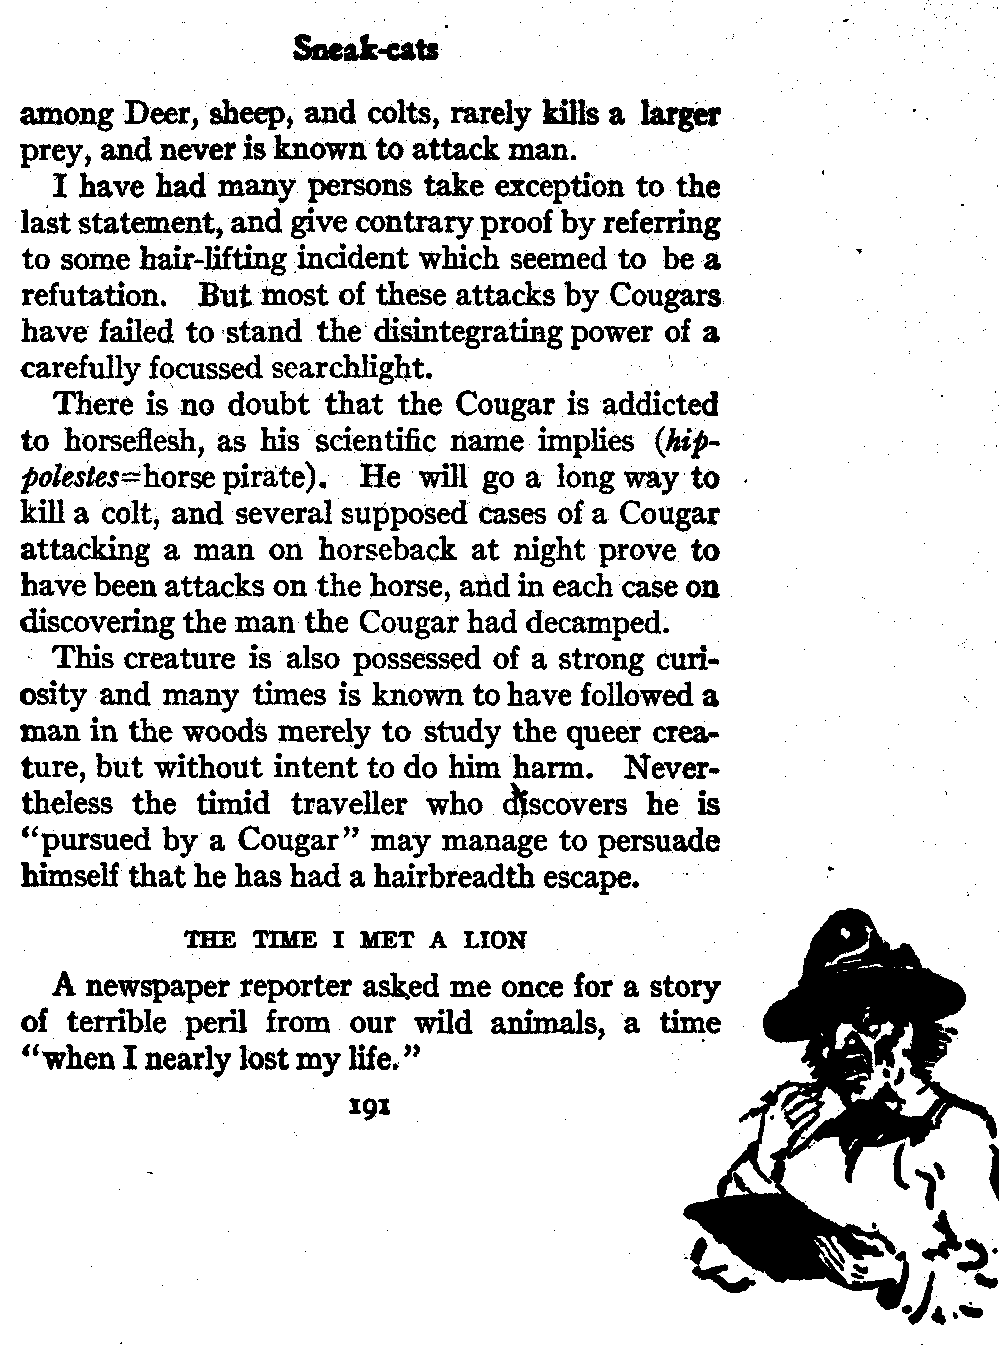 Sneak-cats
among Deer, sheep, and colts, rarely kills a larger
prey, and never is known to attack man.
I have had many persons take exception to the
last statement, and give contrary proof by referring
to some hair-lifting incident which seemed to be a
refutation. But most of these attacks by Cougars
have failed to stand the disintegrating power of a
carefully focussed searchlight.
There is no doubt that the Cougar is addicted
to horseflesh, as his scientific name implies (hip-
polestes=horse pirate). He will go a long way to
kill a colt, and several supposed cases of a Cougar
attacking a man on horseback at night prove to
have been attacks on the horse, and in each case on
discovering the man the Cougar had decamped.
This creature is also possessed of a strong curi-
osity and many times is known to have followed a
man in the woods merely to study the queer crea-
ture, but without intent to do him harm. Never-
theless the timid traveller who discovers he is
“pursued by a Cougar” may manage to persuade
himself that he has had a hairbreadth escape.
THE TIME I MET A LION
A newspaper reporter asked me once for a story
of terrible peril from our wild animals, a time
“when I nearly lost my life.”
191